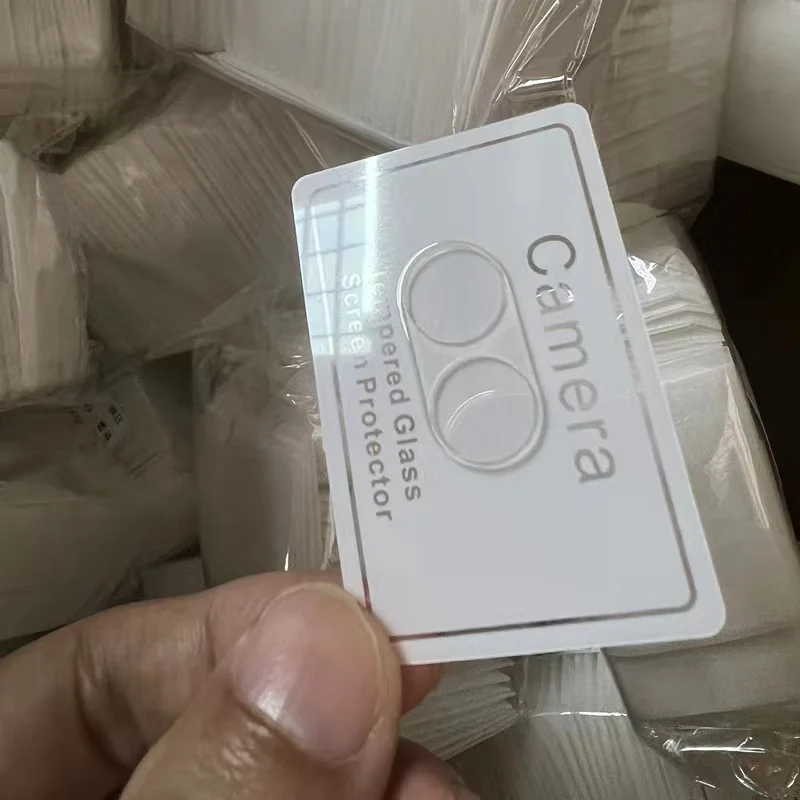 Camera
Tempered Glass
Screen Protector